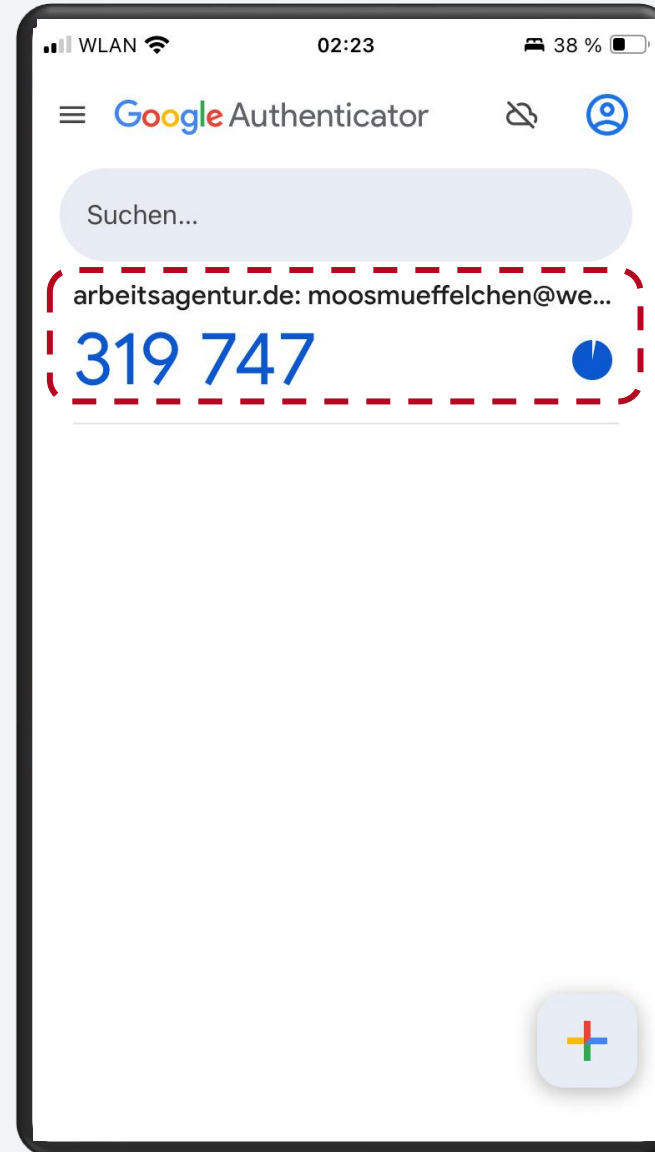 WLAN 02:23 38 %
Google Authenticator
Suchen...
arbeitsagentur.de: moosmueffelchen@we...
319 747